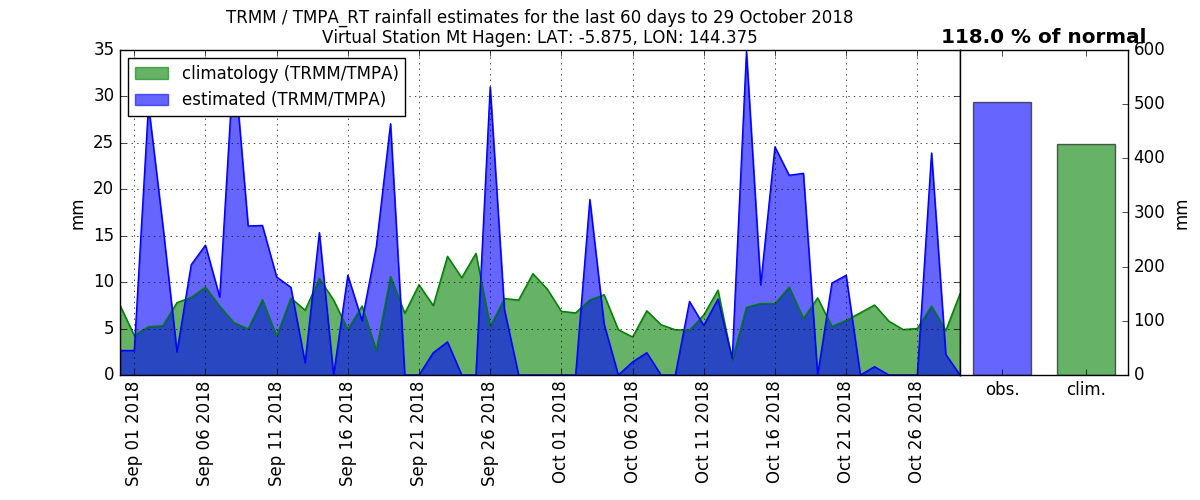 TRMM / TMPA_RT rainfall estimates for the last 60 days to 29 October 2018
Virtual Station Mt Hagen: LAT: -5.875, LON: 144.375
118.0 % of normal
climatology (TRMM/TMPA)
estimated (TRMM/TMPA)
mm
35
30
25
20
15
10
5
0
Sep 01 2018
Sep 06 2018
Sep 11 2018
Sep 16 2018
Sep 21 2018
Sep 26 2018
Oct 01 2018
Oct 06 2018
Oct 11 2018
Oct 16 2018
Oct 21 2018
Oct 26 2018
obs.
clim.
600
500
400
300
200
100
0
mm